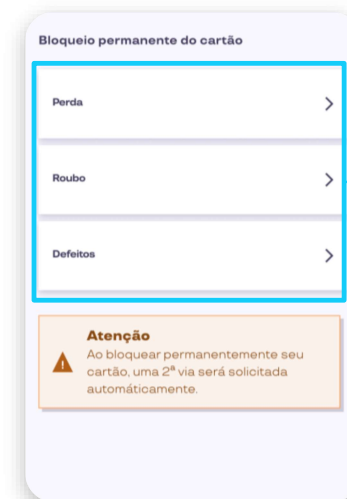 Bloqueio permanente do cartão
Perda
Roubo
Defeitos
Atenção
Ao bloquear permanentemente seu
cartão, uma 2ª via será solicitada
automáticamente.